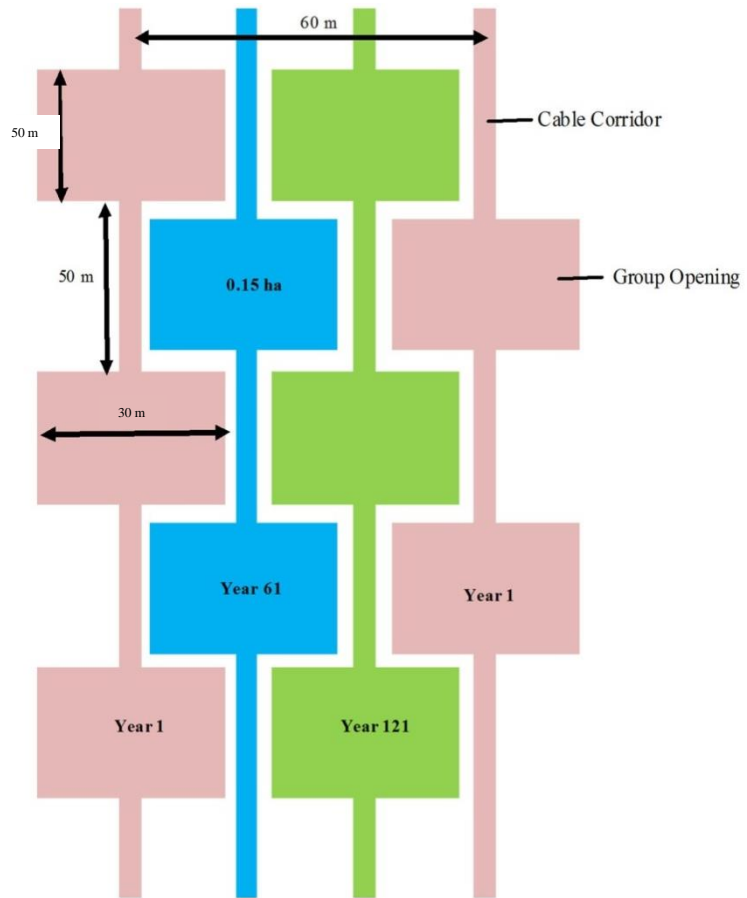 60 m
Cable Corridor
50 m
50 m
0.15 ha
Group Opening
30 m
Year 61
Year 1
Year 1
Year 121